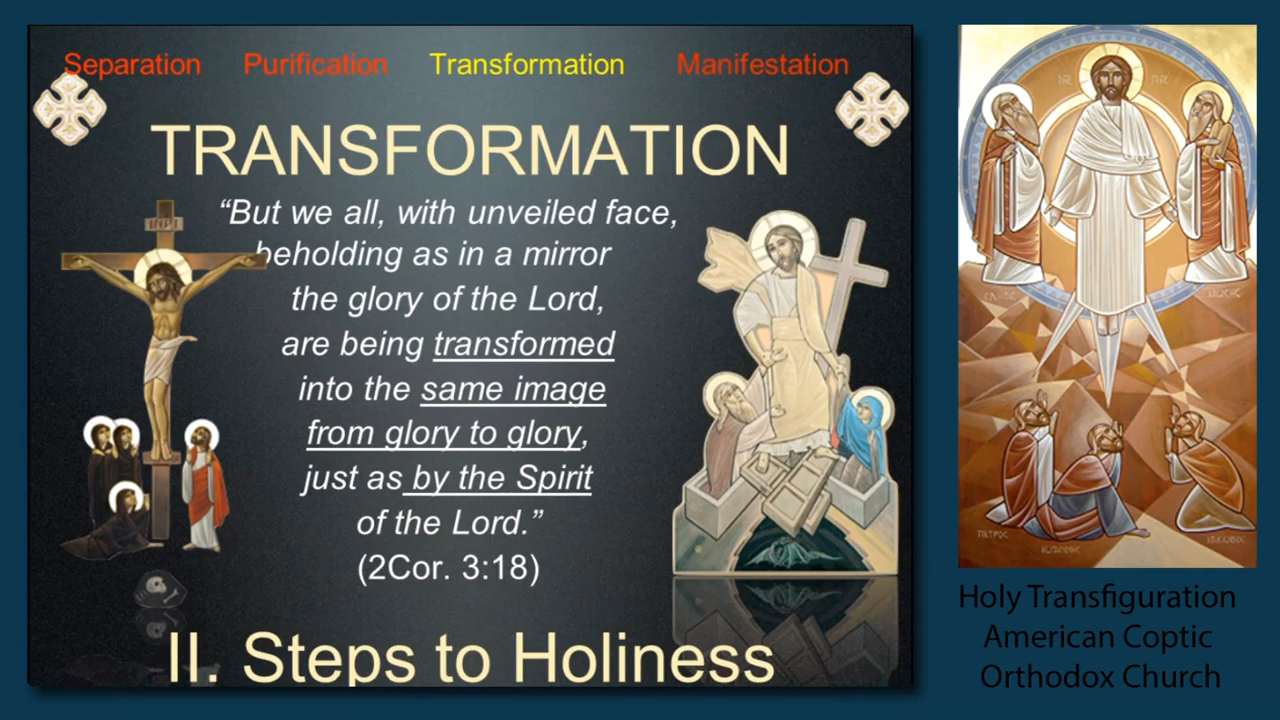 Separation Purification Transformation Manifestation
TRANSFORMATION
“But we all, with unveiled face,
beholding as in a mirror
the glory of the Lord,
are being transformed
into the same image
from glory to glory,
just as by the Spirit
of the Lord.”
(2Cor. 3:18)
II. Steps to Holiness
Holy Transfiguration
American Coptic
Orthodox Church